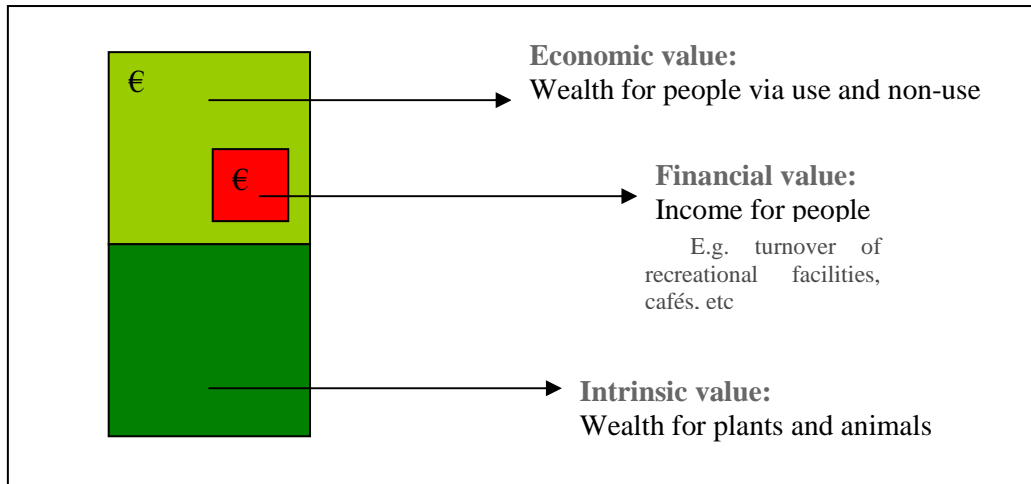 €
Economic value:
Wealth for people via use and non-use
€
Financial value:
Income for people
E.g. turnover of
recreational facilities,
cafés, etc
Intrinsic value:
Wealth for plants and animals